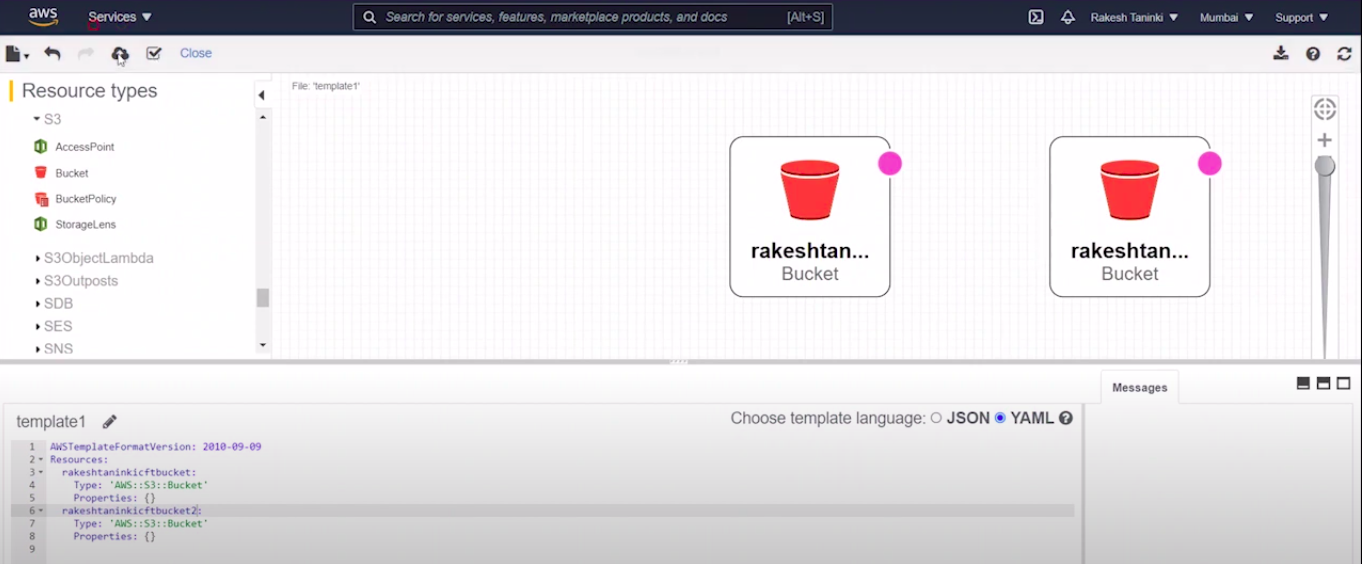 aws Services Search for services, features, marketplace products, and docs [Alt+S] Rakesh Taninki Mumbai Support
Close
Resource types
S3
AccessPoint
Bucket
BucketPolicy
StorageLens
S3ObjectLambda
S3Outposts
SDB
SES
SNS
File: 'template1'
rakeshtan...
Bucket
rakeshtan...
Bucket
template1
Choose template language: JSON YAML
1 AWSTemplateFormatVersion: 2010-09-09
2 Resources:
3 rakeshtaninkicftbucket:
4 Type: 'AWS::S3::Bucket'
5 Properties: {}
6 rakeshtaninkicftbucket2:
7 Type: 'AWS::S3::Bucket'
8 Properties: {}
9
Messages